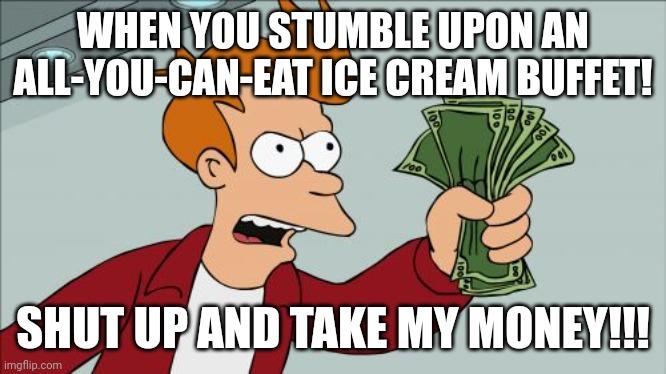 WHEN YOU STUMBLE UPON AN
ALL-YOU-CAN-EAT ICE CREAM BUFFET!
SHUT UP AND TAKE MY MONEY!!!
imgflip.com